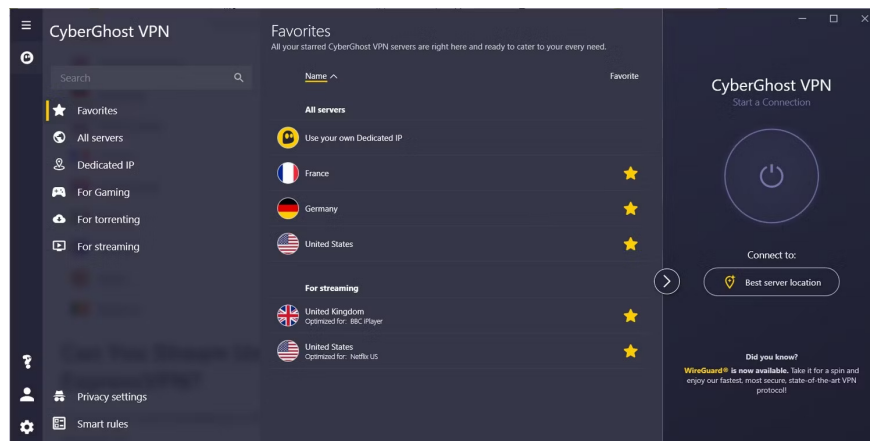 CyberGhost VPN
Search
Favorites
All servers
Dedicated IP
For Gaming
For torrenting
For streaming
Privacy settings
Smart rules
Favorites
All your starred CyberGhost VPN servers are right here and ready to cater to your every need.
Name
Favorite
All servers
Use your own Dedicated IP
France
Germany
United States
For streaming
United Kingdom
Optimized for: BBC iPlayer
United States
Optimized for: Netflix US
CyberGhost VPN
Start a Connection
Connect to:
Best server location
Did you know?
WireGuard® is now available. Take it for a spin and
enjoy our fastest, most secure, state-of-the-art VPN
protocol!